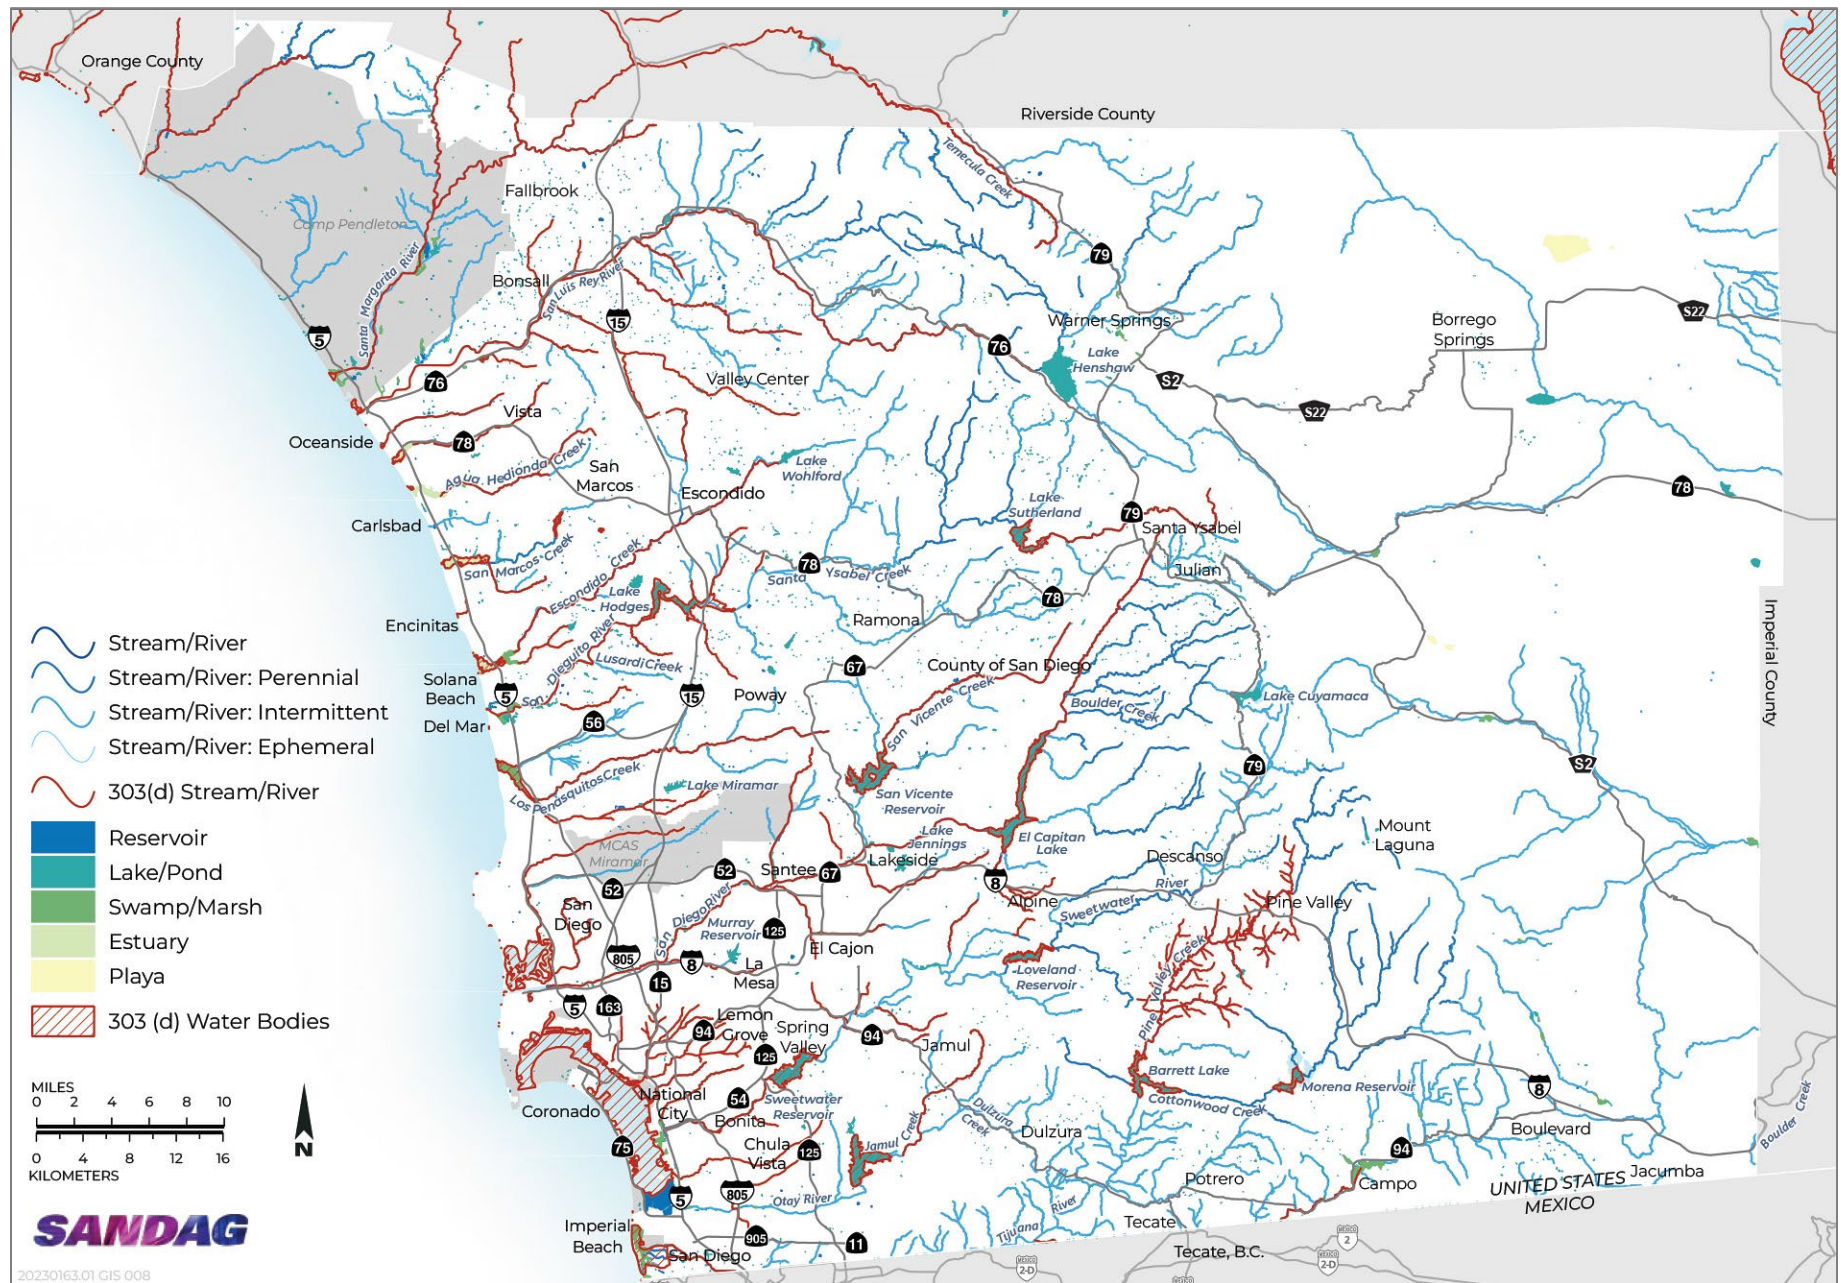 Orange County
Riverside County
Temecula Creek
Fallbrook
Camp Pendleton
Santa Margarita River
Bonsall
San Luis Rey River
79
15
5
Warner Springs
S22
Borrego
Springs
76
Lake
Henshaw
S2
76
Valley Center
S22
Vista
Oceanside
78
Agua Hedionda Creek
San
Marcos
Lake
Wohlford
Escondido
78
Lake
Sutherland
79
Santa Ysabel
Carlsbad
San Marcos Creek
Escondido Creek
78
Santa Ysabel Creek
Julian
Lake
Hodges
78
Encinitas
Ramona
Imperial County
San Dieguito River
Lusardi Creek
67
County of San Diego
Solana
Beach
5
15
Poway
San Vicente Creek
Boulder Creek
Lake Cuyamaca
Del Mar
56
79
S2
Los Peñasquitos Creek
Lake Miramar
San Vicente
Reservoir
Lake
Jennings
El Capitan
Lake
Mount
Laguna
MCAS
Miramar
52
52
Santee
67
Lakeside
8
Descanso
San
Diego
San Diego River
Alpine
Sweetwater
River
Pine Valley
Murray
Reservoir
125
El Cajon
805
8
La
Mesa
15
Loveland
Reservoir
Pine Valley Creek
5
163
94
Lemon
Grove
Spring
Valley
94
Jamul
125
National
City
54
Sweetwater
Reservoir
Barrett Lake
Morena Reservoir
8
Coronado
Bonita
Cottonwood Creek
Dulzura
Creek
Dulzura
Boulevard
Boulder Creek
75
Chula
Vista
125
Jamul Creek
94
Jacumba
5
805
Otay River
Potrero
Campo
UNITED STATES
MEXICO
Imperial
Beach
905
11
Tijuana River
Tecate
San Diego
Tecate, B.C.
2
2-D
2-D
Stream/River
Stream/River: Perennial
Stream/River: Intermittent
Stream/River: Ephemeral
303(d) Stream/River
Reservoir
Lake/Pond
Swamp/Marsh
Estuary
Playa
303 (d) Water Bodies
MILES
0 2 4 6 8 10
0 4 8 12 16
KILOMETERS
N
SANDAG
20230163.01 GIS 008